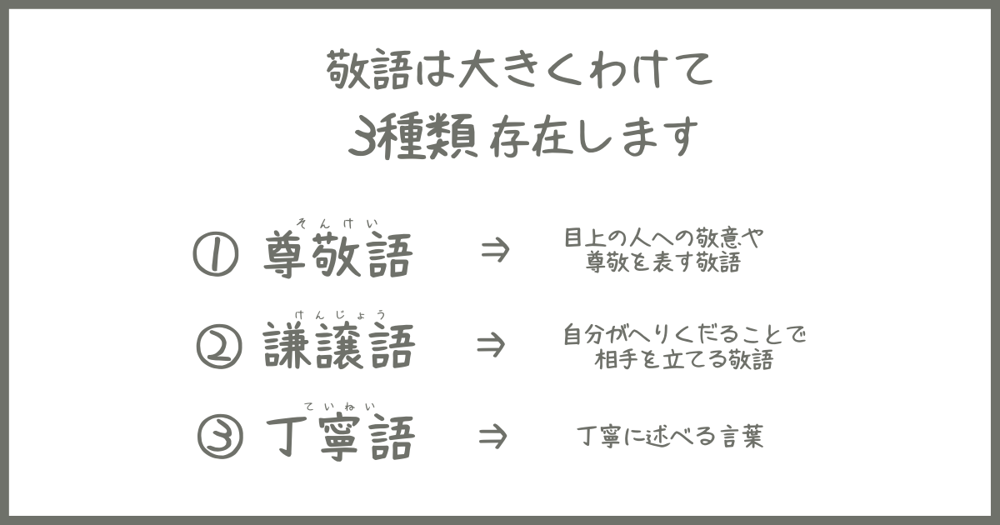 敬語は大きくわけて
3種類 存在します
そんけい
① 尊敬語 ⇒ 目上の人への敬意や
尊敬を表す敬語
けんじょう
② 謙譲語 ⇒ 自分がへりくだることで
相手を立てる敬語
ていねい
③ 丁寧語 ⇒ 丁寧に述べる言葉